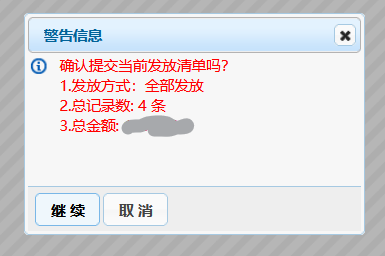 警告信息
确认提交当前发放清单吗?
1.发放方式：全部发放
2.总记录数: 4 条
3.总金额:
继 续
取 消